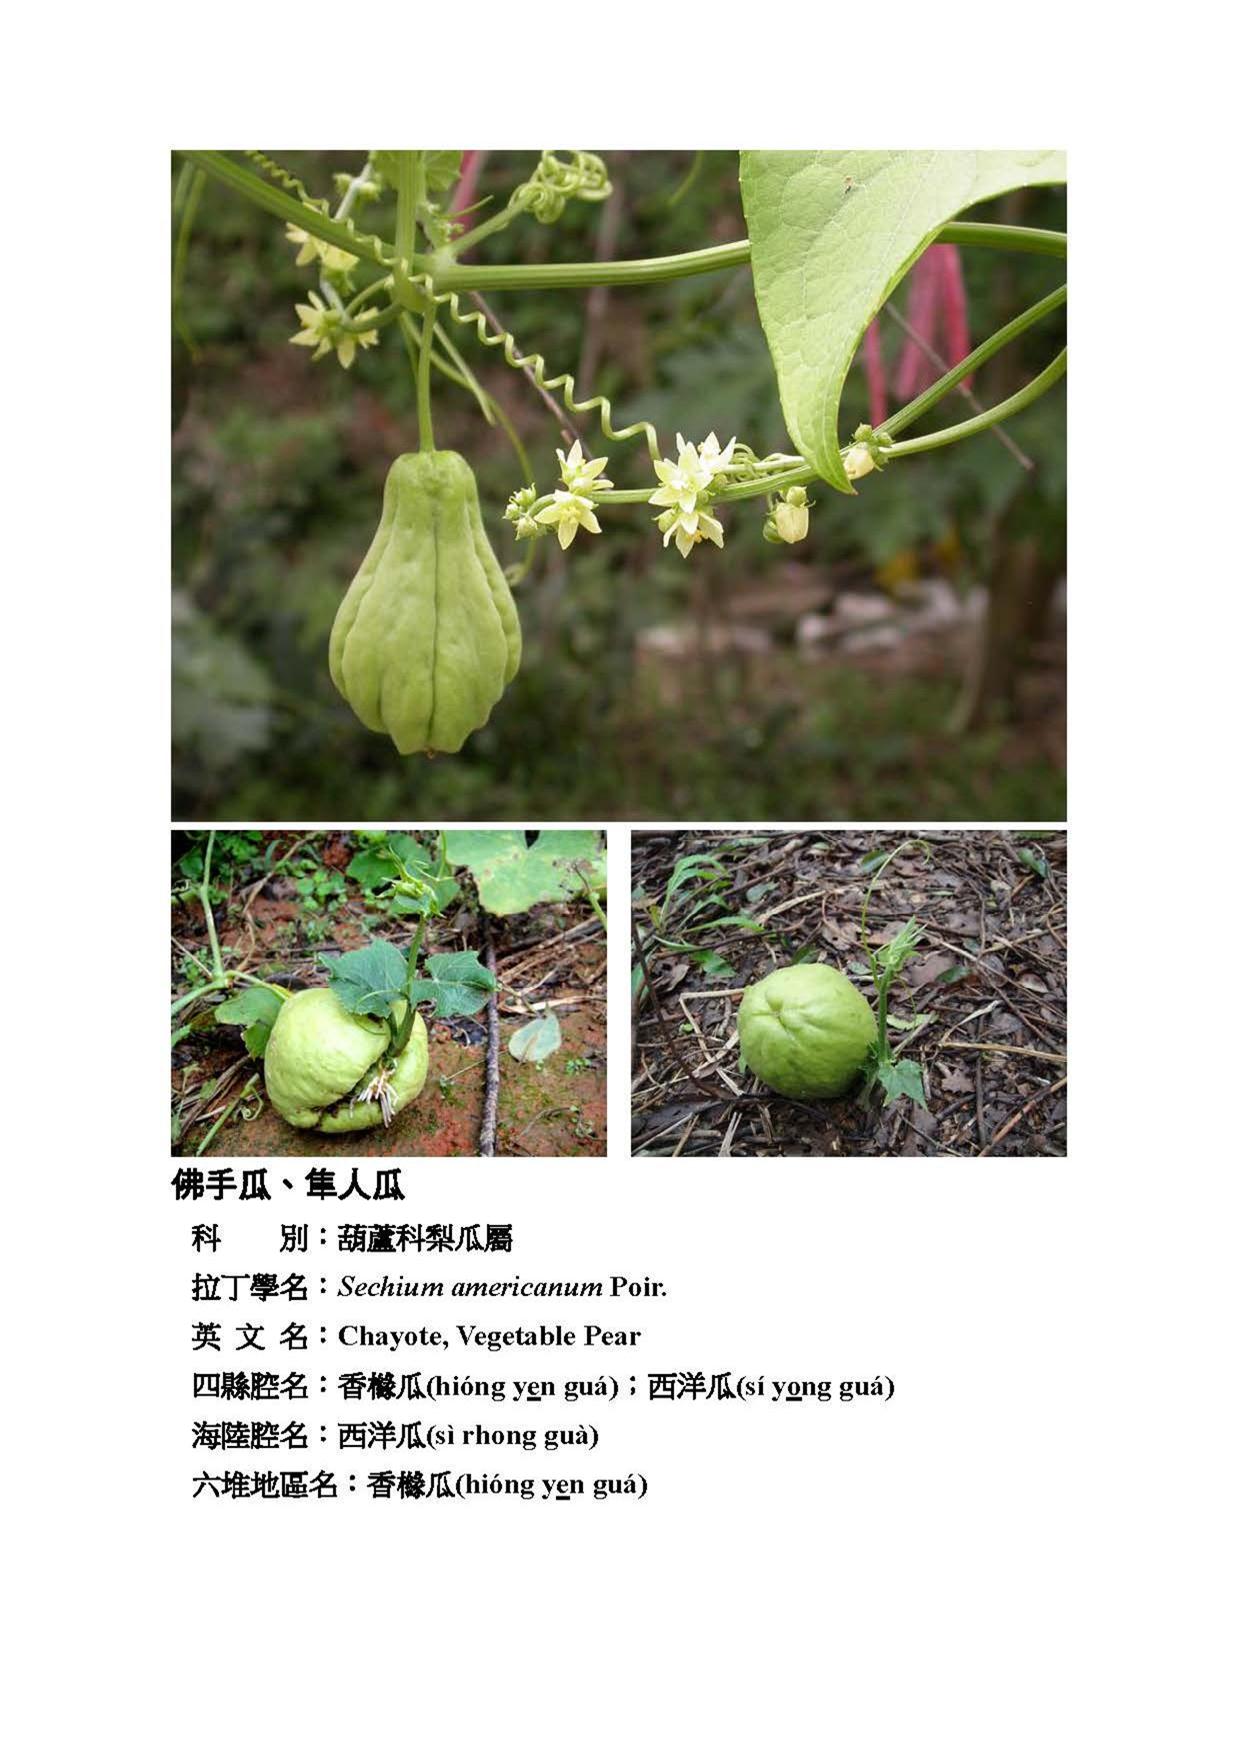 佛手瓜、隼人瓜
科　　別：葫蘆科梨瓜屬
拉丁學名：Sechium americanum Poir.
英 文 名：Chayote, Vegetable Pear
四縣腔名：香櫞瓜(hióng yen guá)；西洋瓜(sí yong guá)
海陸腔名：西洋瓜(sì rhong guà)
六堆地區名：香櫞瓜(hióng yen guá)